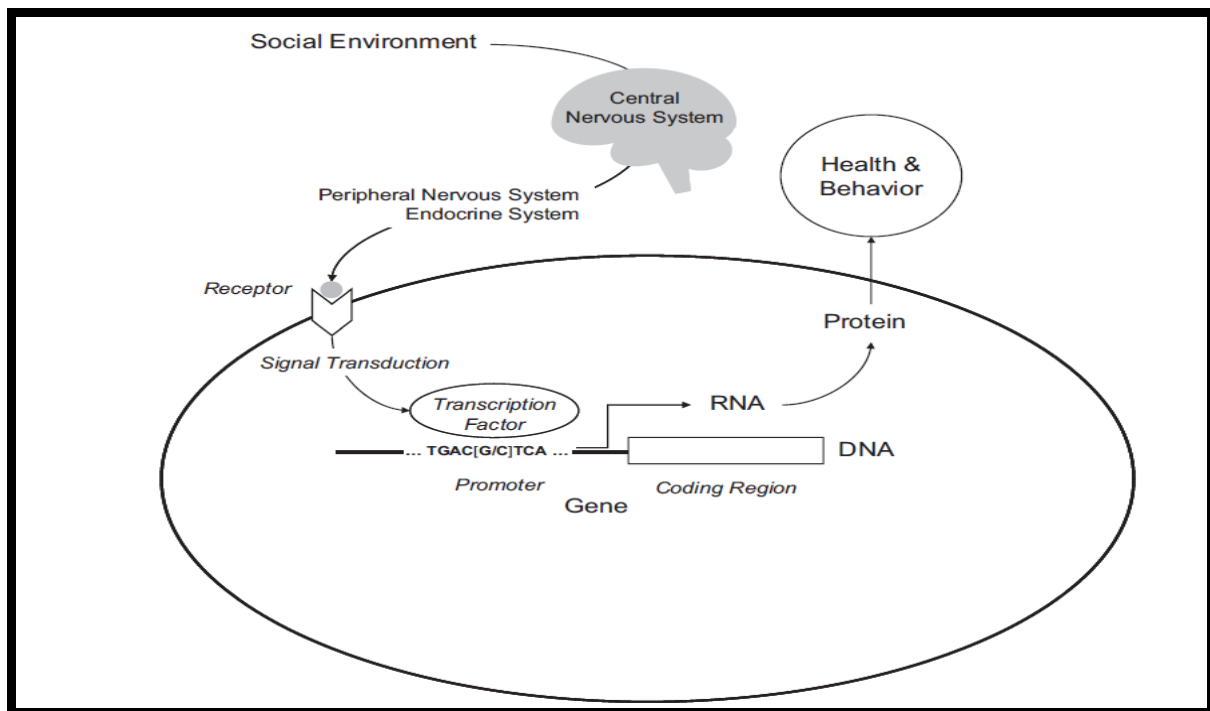 Social Environment
Central
Nervous System
Health &
Behavior
Peripheral Nervous System
Endocrine System
Receptor
Protein
Signal Transduction
Transcription
Factor
RNA
... TGAC[G/C]TCA ...
DNA
Promoter
Coding Region
Gene